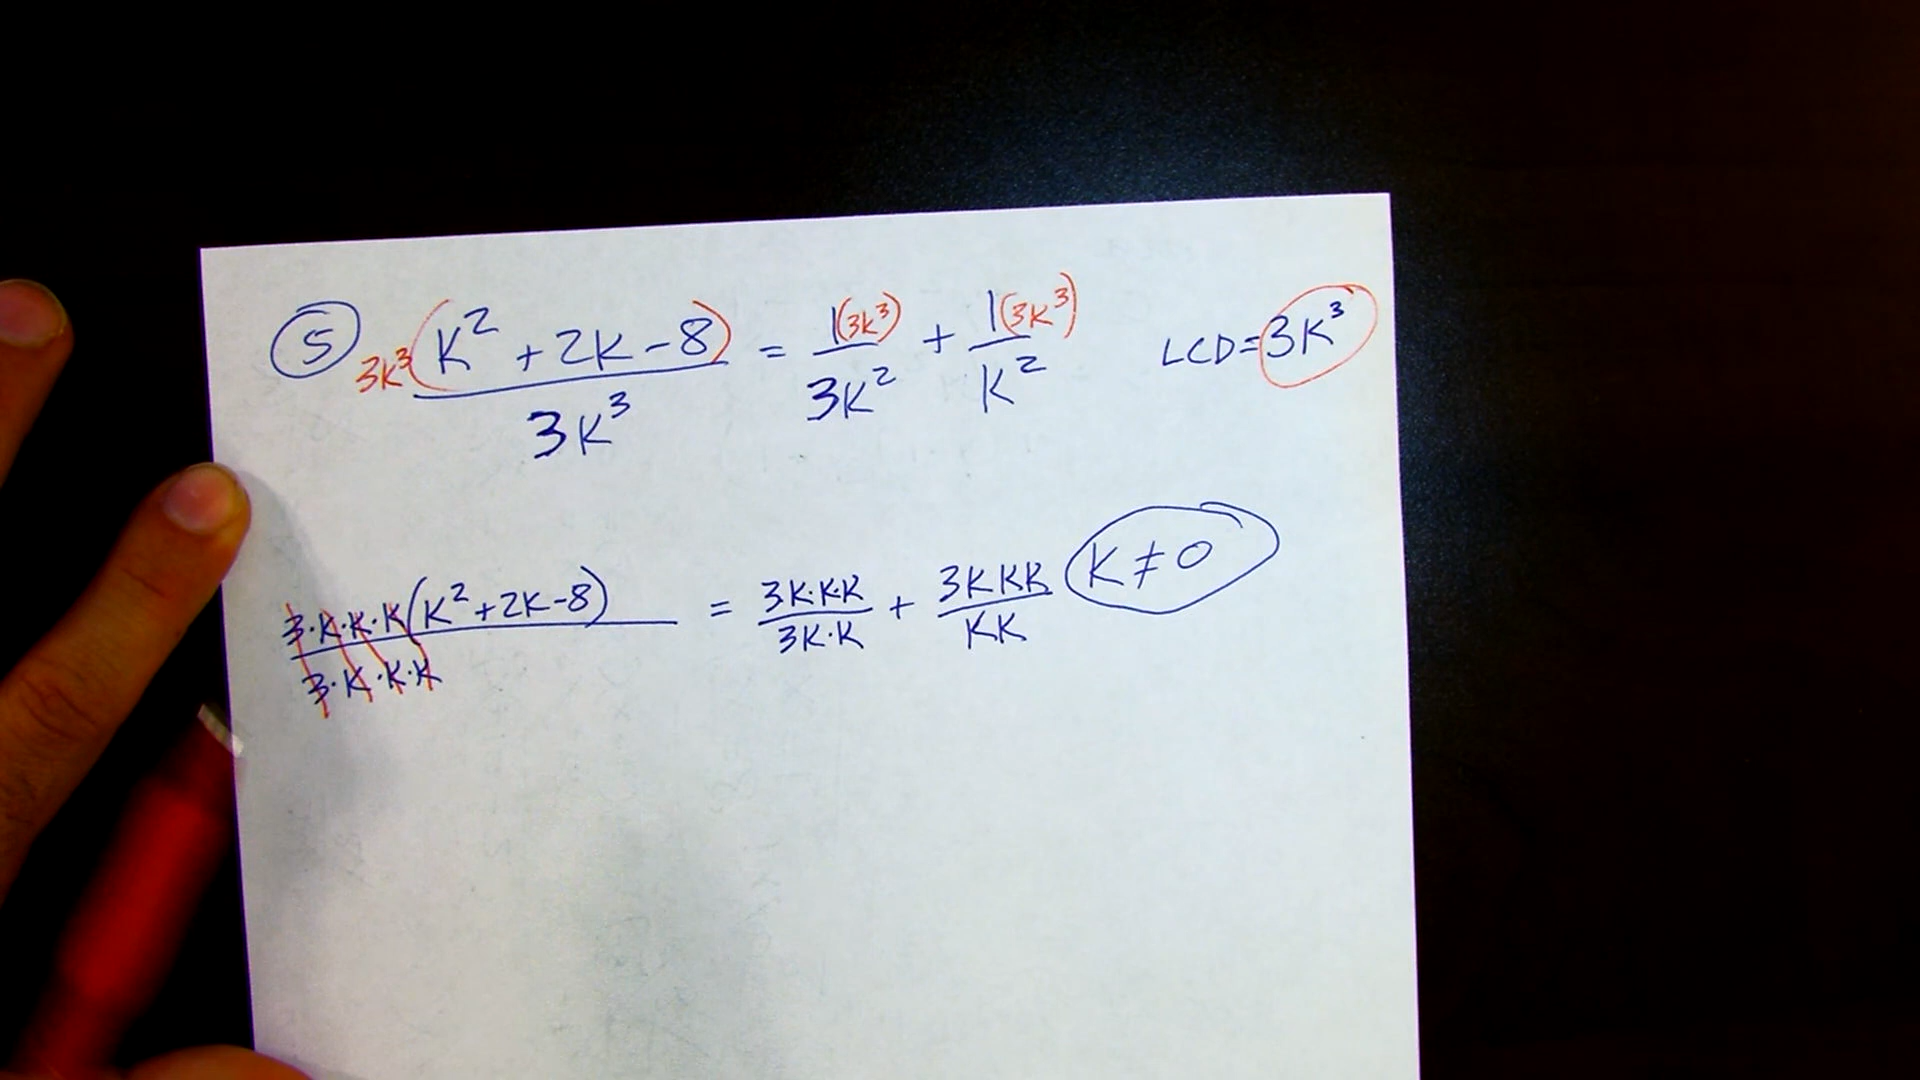 5 3K³(K² + 2K - 8) / 3K³ = 1(3K³) / 3K² + 1(3K³) / K² LCD = 3K³
K ≠ 0
3·K·K·K(K² + 2K - 8) / 3·K·K·K = 3K·K·K / 3K·K + 3KKK / KK